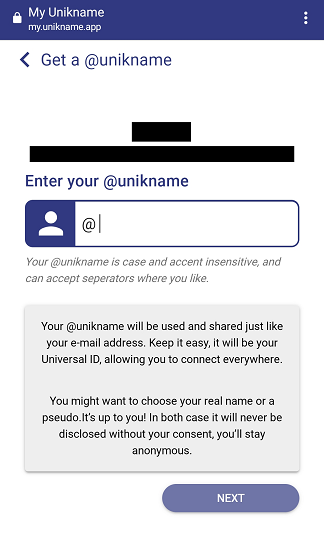 My Unikname
my.unikname.app
Get a @unikname
Enter your @unikname
@
Your @unikname is case and accent insensitive, and
can accept seperators where you like.
Your @unikname will be used and shared just like
your e-mail address. Keep it easy, it will be your
Universal ID, allowing you to connect everywhere.
You might want to choose your real name or a
pseudo.It's up to you! In both case it will never be
disclosed without your consent, you'll stay
anonymous.
NEXT